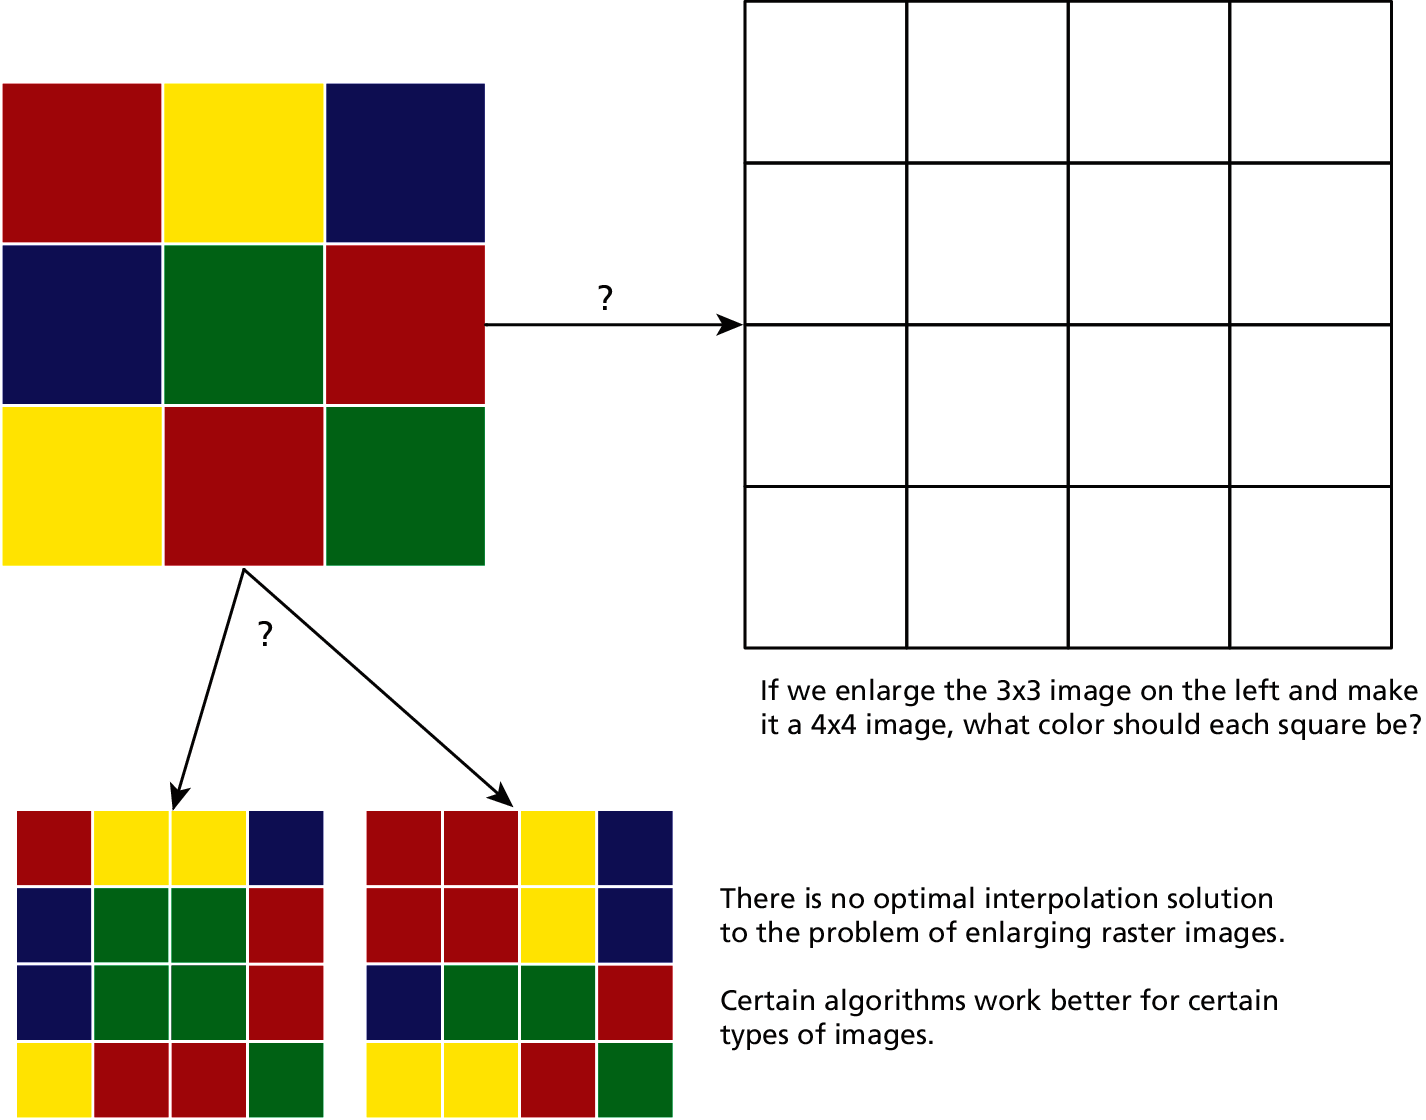 ?
?
If we enlarge the 3x3 image on the left and make
it a 4x4 image, what color should each square be?
There is no optimal interpolation solution
to the problem of enlarging raster images.
Certain algorithms work better for certain
types of images.